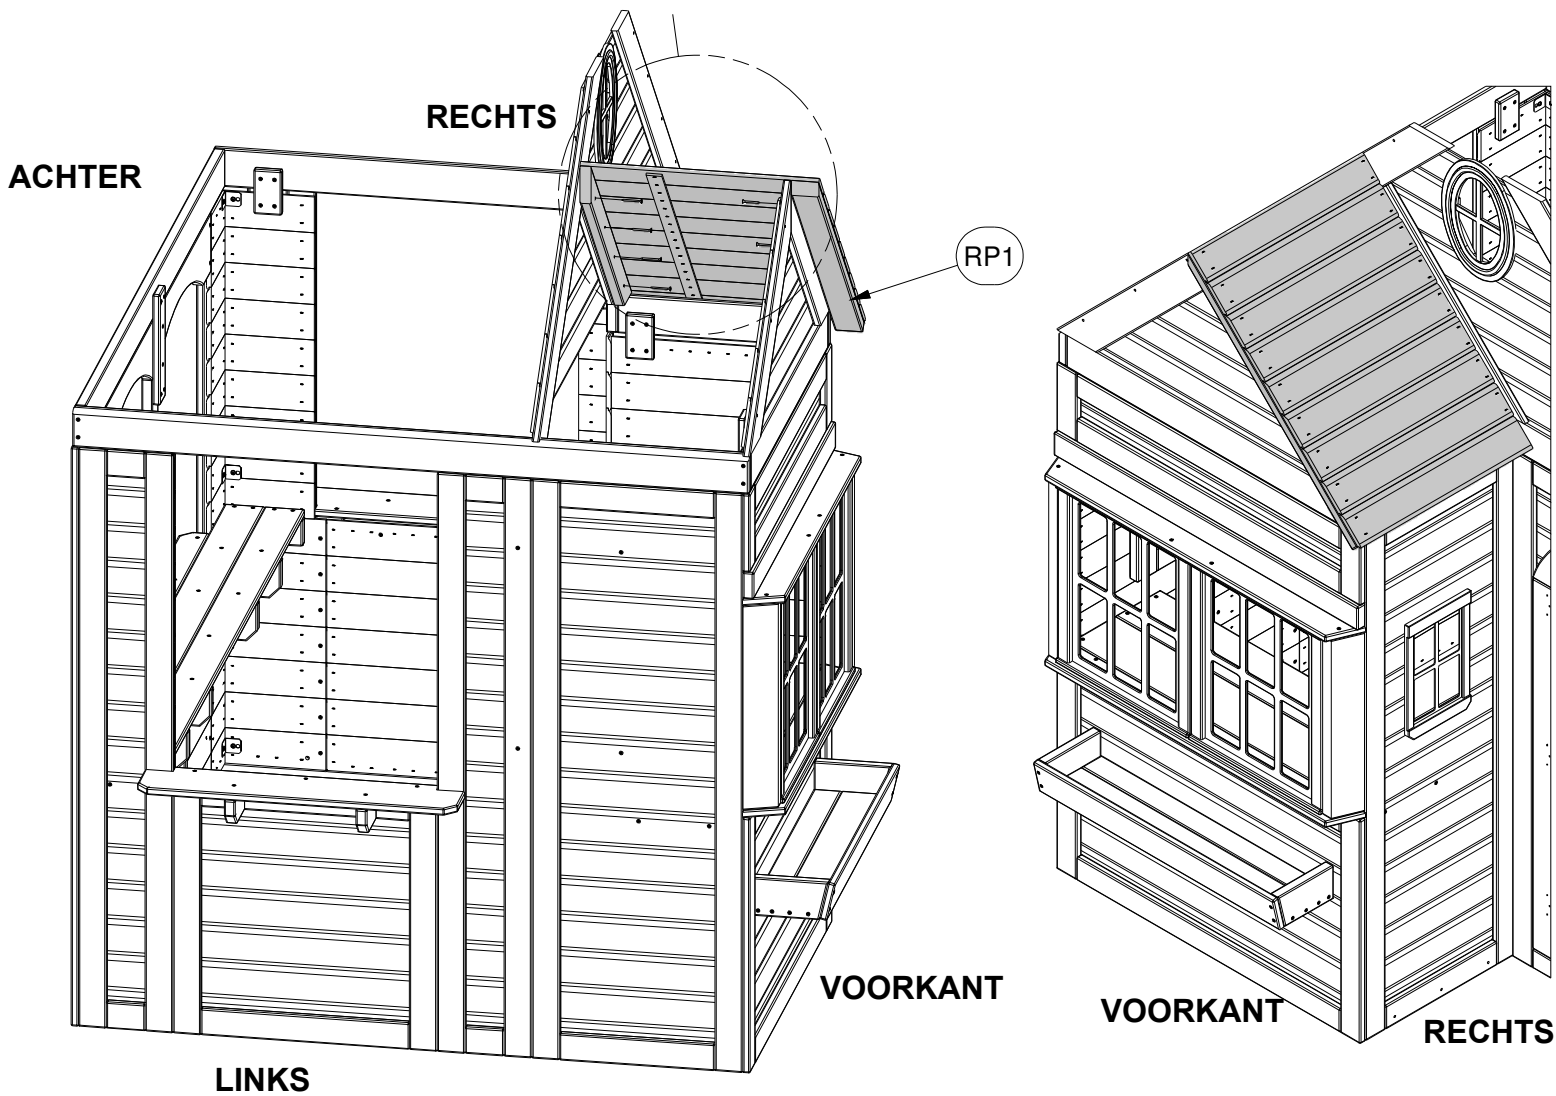 RECHTS
ACHTER
RP1
VOORKANT
LINKS
VOORKANT
RECHTS